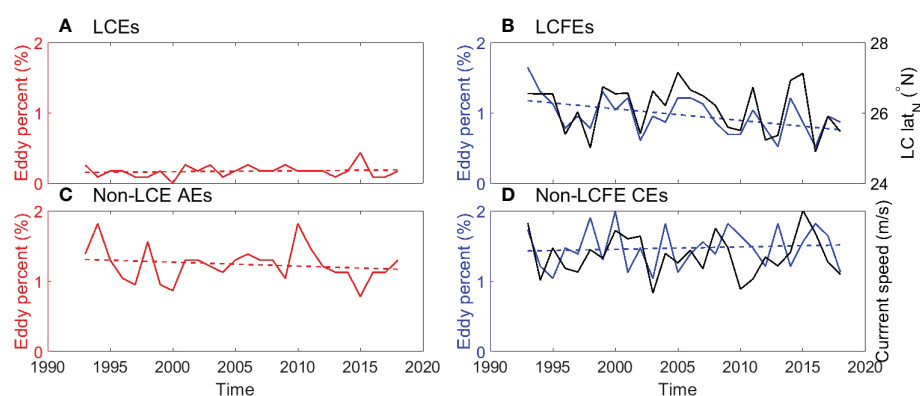 A LCEs
B LCFEs
2
1
0
Eddy percent (%)
2
1
0
Eddy percent (%)
28
26
24
LC lat_N (°N)
C Non-LCE AEs
D Non-LCFE CEs
2
1
0
Eddy percent (%)
2
1
0
Eddy percent (%)
Currrent speed (m/s)
1990 1995 2000 2005 2010 2015 2020
1990 1995 2000 2005 2010 2015 2020
Time
Time